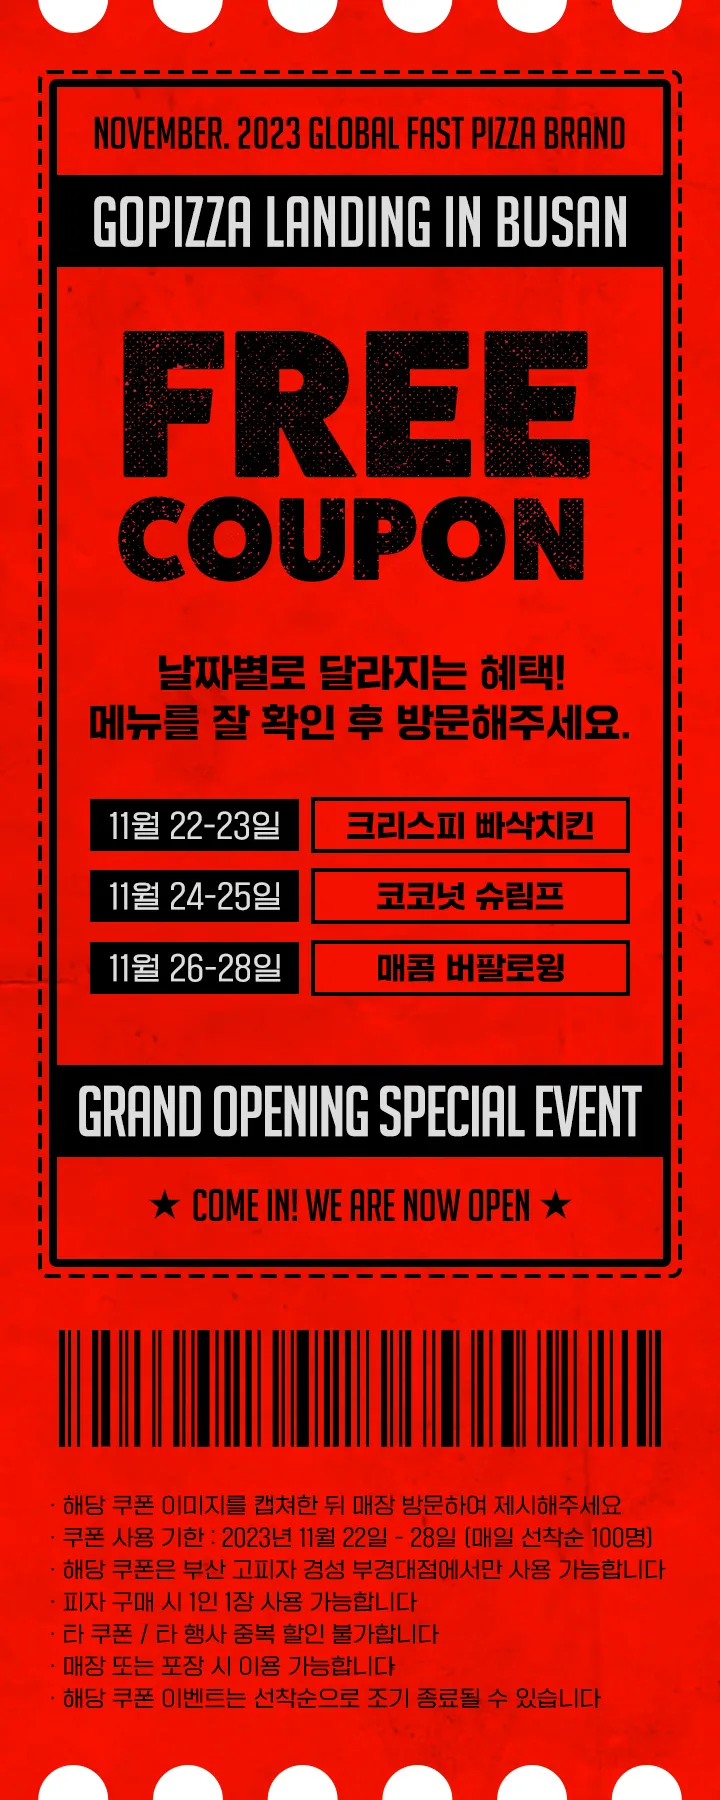 NOVEMBER. 2023 GLOBAL FAST PIZZA BRAND
GOPIZZA LANDING IN BUSAN
FREE
COUPON
날짜별로 달라지는 혜택!
메뉴를 잘 확인 후 방문해주세요.
11월 22-23일 크리스피 빠삭치킨
11월 24-25일 코코넛 슈림프
11월 26-28일 매콤 버팔로윙
GRAND OPENING SPECIAL EVENT
★ COME IN! WE ARE NOW OPEN ★
· 해당 쿠폰 이미지를 캡쳐한 뒤 매장 방문하여 제시해주세요
· 쿠폰 사용 기한 : 2023년 11월 22일 - 28일 (매일 선착순 100명)
· 해당 쿠폰은 부산 고피자 경성 부경대점에서만 사용 가능합니다
· 피자 구매 시 1인 1장 사용 가능합니다
· 타 쿠폰 / 타 행사 중복 할인 불가합니다
· 매장 또는 포장 시 이용 가능합니다
· 해당 쿠폰 이벤트는 선착순으로 조기 종료될 수 있습니다